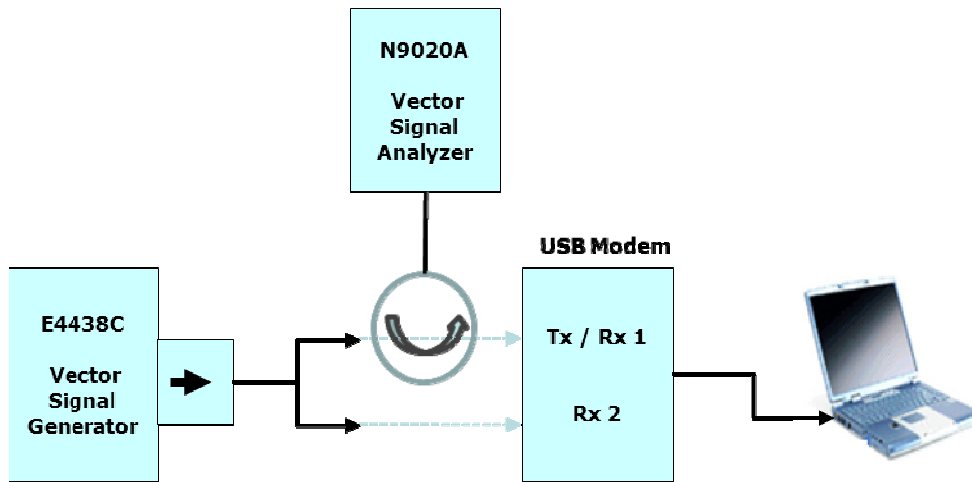 N9020A
Vector
Signal
Analyzer
USB Modem
E4438C
Vector
Signal
Generator
Tx / Rx 1
Rx 2